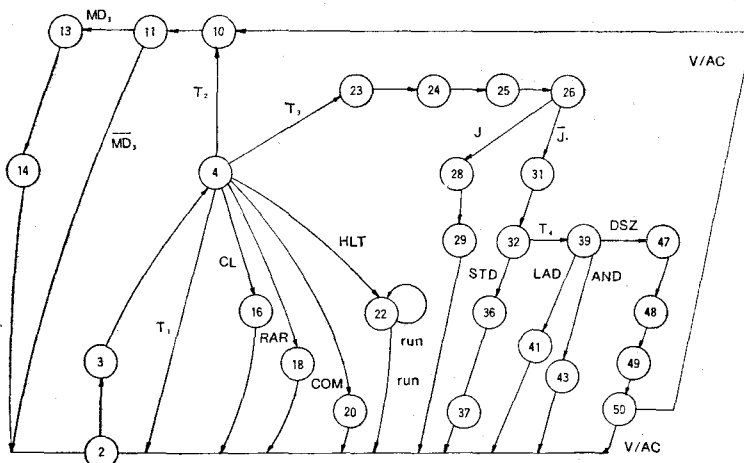 MD₃
13
11
10
V/AC
23
24
25
26
T₂
T₃
J
J̅.
M̅D̅₃
14
4
28
31
HLT
29
32
T₄
39
DSZ
47
CL
STD
LAD
AND
16
22
36
48
T₁
RAR
run
3
18
41
49
COM
run
43
20
37
50
2
V/AC